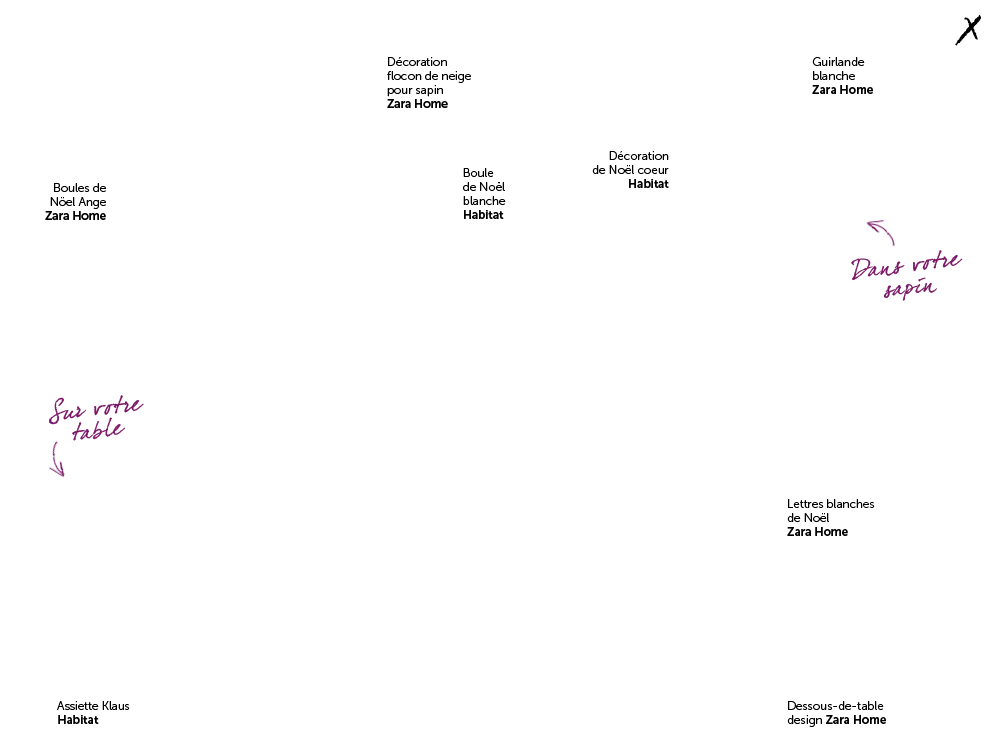 X
Décoration
flocon de neige
pour sapin
Zara Home
Guirlande
blanche
Zara Home
Décoration
de Noël coeur
Habitat
Boule
de Noël
blanche
Habitat
Boules de
Nöel Ange
Zara Home
Dans votre
sapin
Sur votre
table
Lettres blanches
de Noël
Zara Home
Assiette Klaus
Habitat
Dessous-de-table
design Zara Home